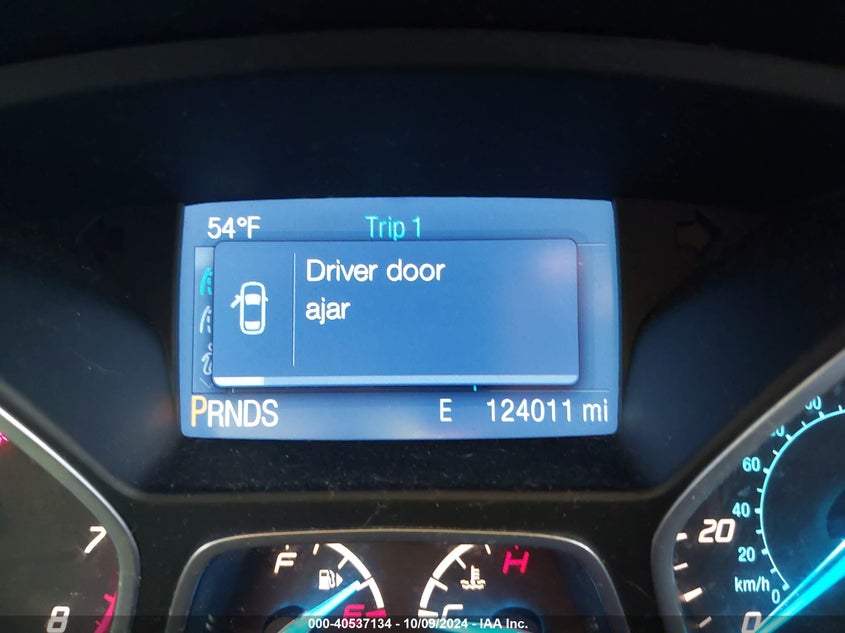 54°F Trip 1
Driver door
ajar
PRNDS E 124011 mi
7
8
F
E
H
C
60
40
20
km/h 0
20
0
000-40537134 - 10/09/2024 - IAA Inc.